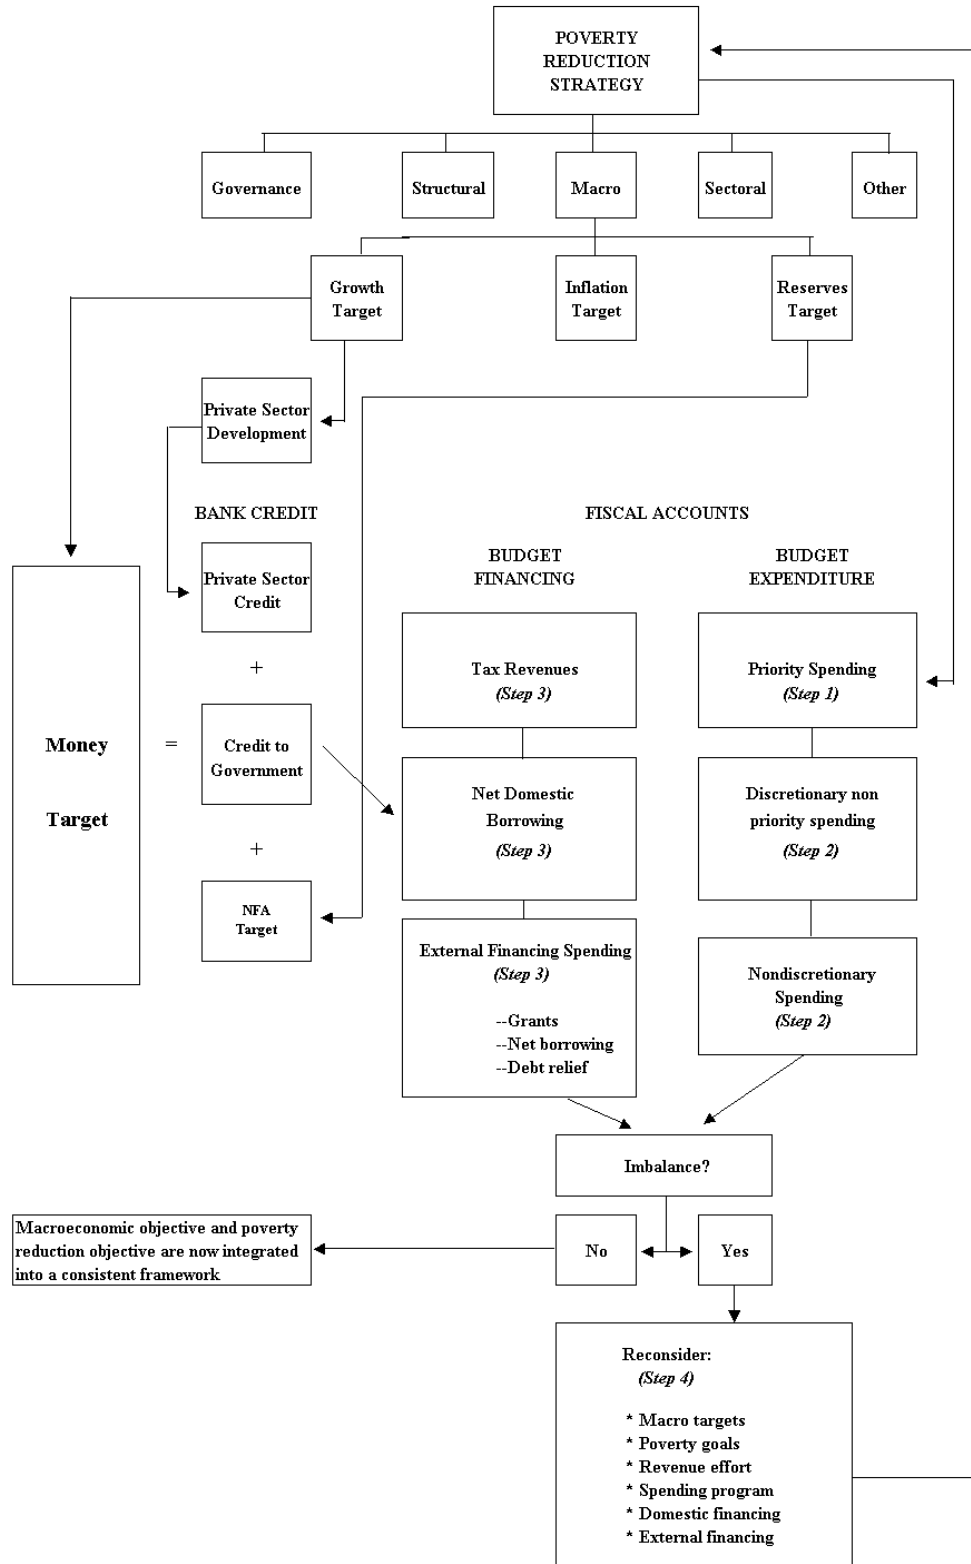 POVERTY
REDUCTION
STRATEGY
Governance
Structural
Macro
Sectoral
Other
Growth
Target
Inflation
Target
Reserves
Target
Private Sector
Development
BANK CREDIT
FISCAL ACCOUNTS
BUDGET
FINANCING
BUDGET
EXPENDITURE
Money
Target
=
Private Sector
Credit
+
Credit to
Government
+
NFA
Target
Tax Revenues
(Step 3)
Net Domestic
Borrowing
(Step 3)
External Financing Spending
(Step 3)
--Grants
--Net borrowing
--Debt relief
Priority Spending
(Step 1)
Discretionary non
priority spending
(Step 2)
Nondiscretionary
Spending
(Step 2)
Imbalance?
No
Yes
Macroeconomic objective and poverty
reduction objective are now integrated
into a consistent framework
Reconsider:
(Step 4)
* Macro targets
* Poverty goals
* Revenue effort
* Spending program
* Domestic financing
* External financing